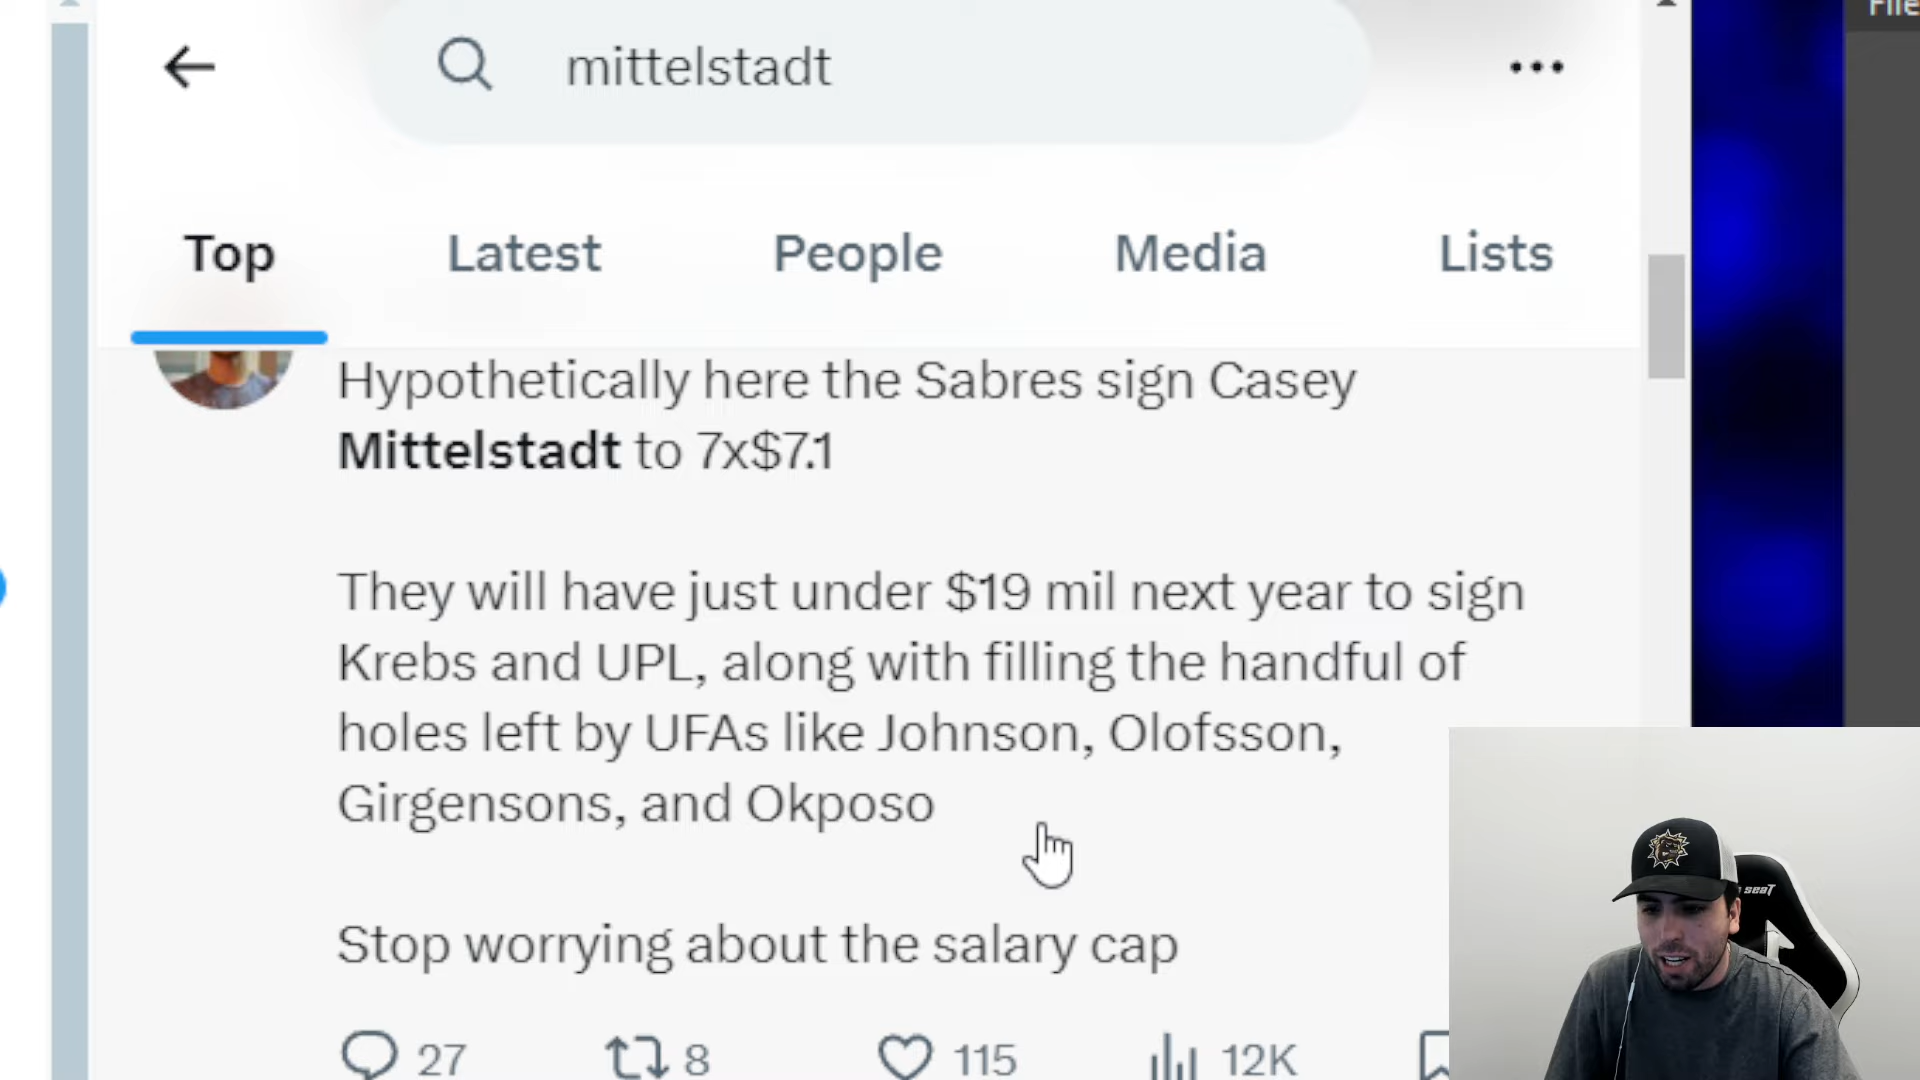 File
mittelstadt
Top Latest People Media Lists
Hypothetically here the Sabres sign Casey
Mittelstadt to 7x$7.1
They will have just under $19 mil next year to sign
Krebs and UPL, along with filling the handful of
holes left by UFAs like Johnson, Olofsson,
Girgensons, and Okposo
Stop worrying about the salary cap
27 8 115 12K
seaT